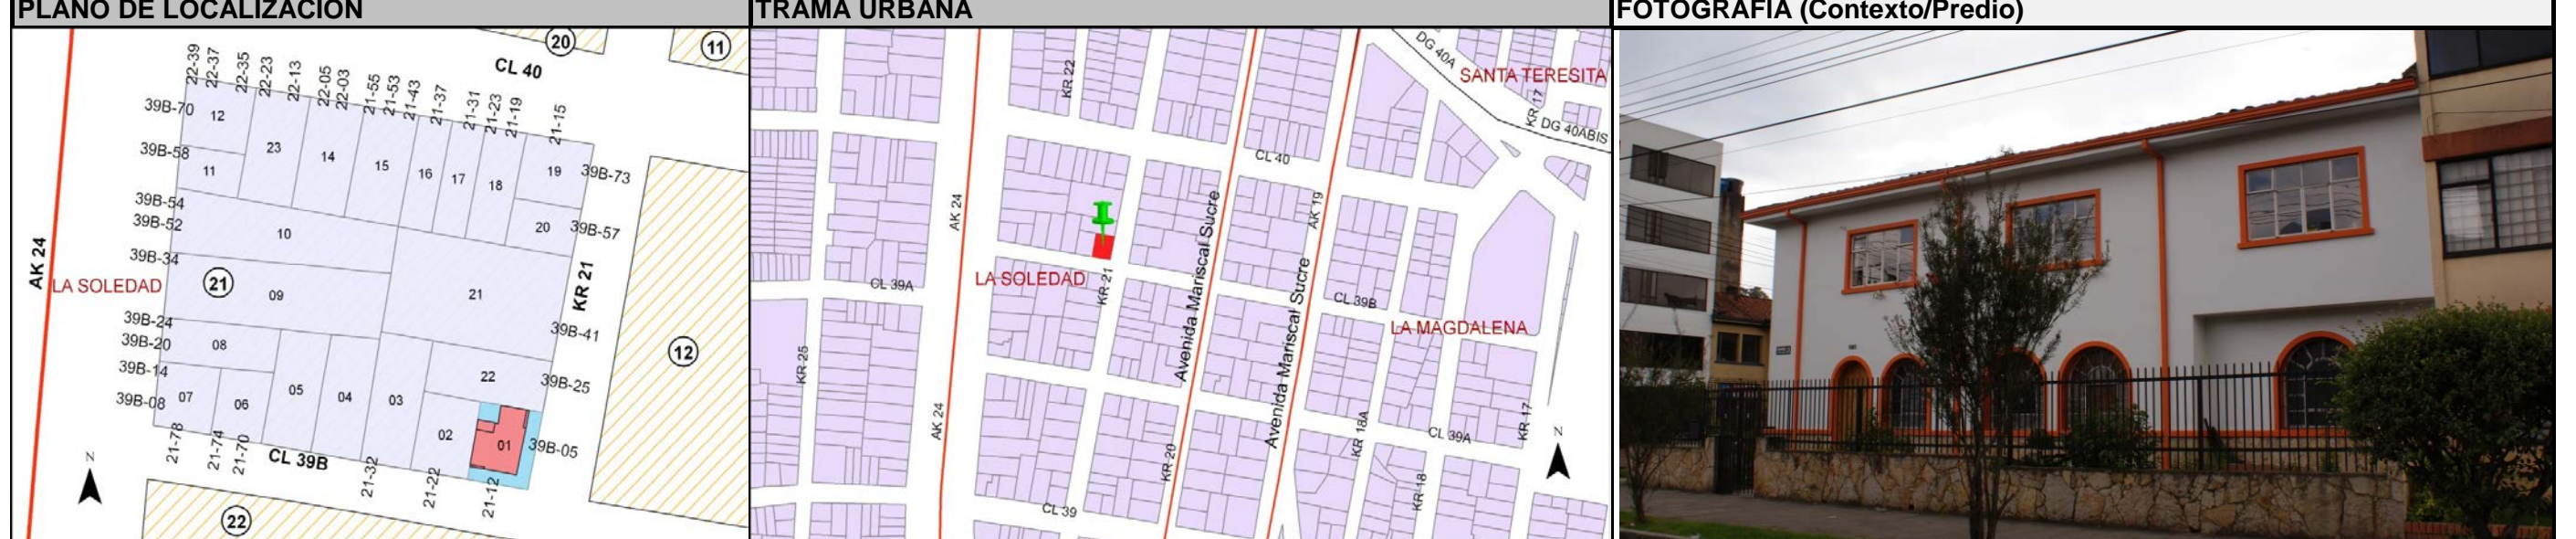 PLANO DE LOCALIZACION
TRAMA URBANA
FOTOGRAFIA (Contexto/Predio)
20
11
CL 40
22-39
22-37
22-35
22-23
22-13
22-05
22-03
21-55
21-53
21-43
21-37
21-31
21-23
21-19
21-15
39B-70
39B-58
39B-54
39B-52
39B-34
39B-24
39B-20
39B-14
39B-08
12
11
23
14
15
16
17
18
19
20
39B-73
39B-57
10
09
21
21
08
07
06
05
04
03
22
02
01
39B-41
39B-25
39B-05
AK 24
LA SOLEDAD
KR 21
12
21-78
21-74
21-70
CL 39B
21-32
21-22
21-12
22
N
KR 22
DG 40A
SANTA TERESITA
KR 17
DG 40ABIS
CL 40
AK 24
Avenida Mariscal Sucre
AK 19
LA SOLEDAD
CL 39A
KR 21
Avenida Mariscal Sucre
CL 39B
LA MAGDALENA
KR 25
AK 24
KR 20
KR 18A
CL 39A
KR 17
KR 18
CL 39
N